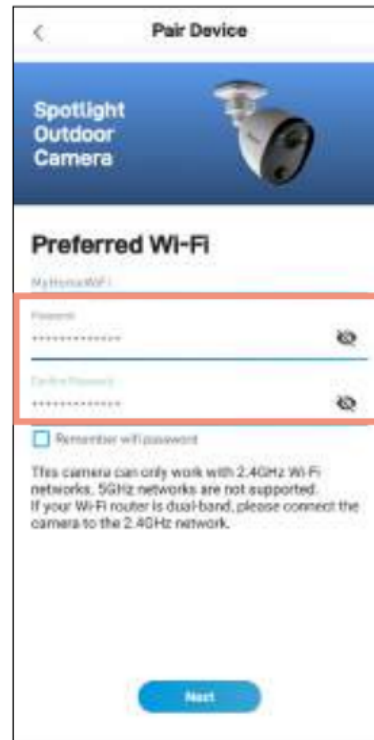 Pair Device
Spotlight
Outdoor
Camera
Preferred Wi-Fi
MyHomeWiFi
Password
•••••••••••••
Confirm Password
•••••••••••••
Remember wifi password
This camera can only work with 2.4GHz Wi-Fi
networks, 5GHz networks are not supported.
If your Wi-Fi router is dual-band, please connect the
camera to the 2.4GHz network.
Next